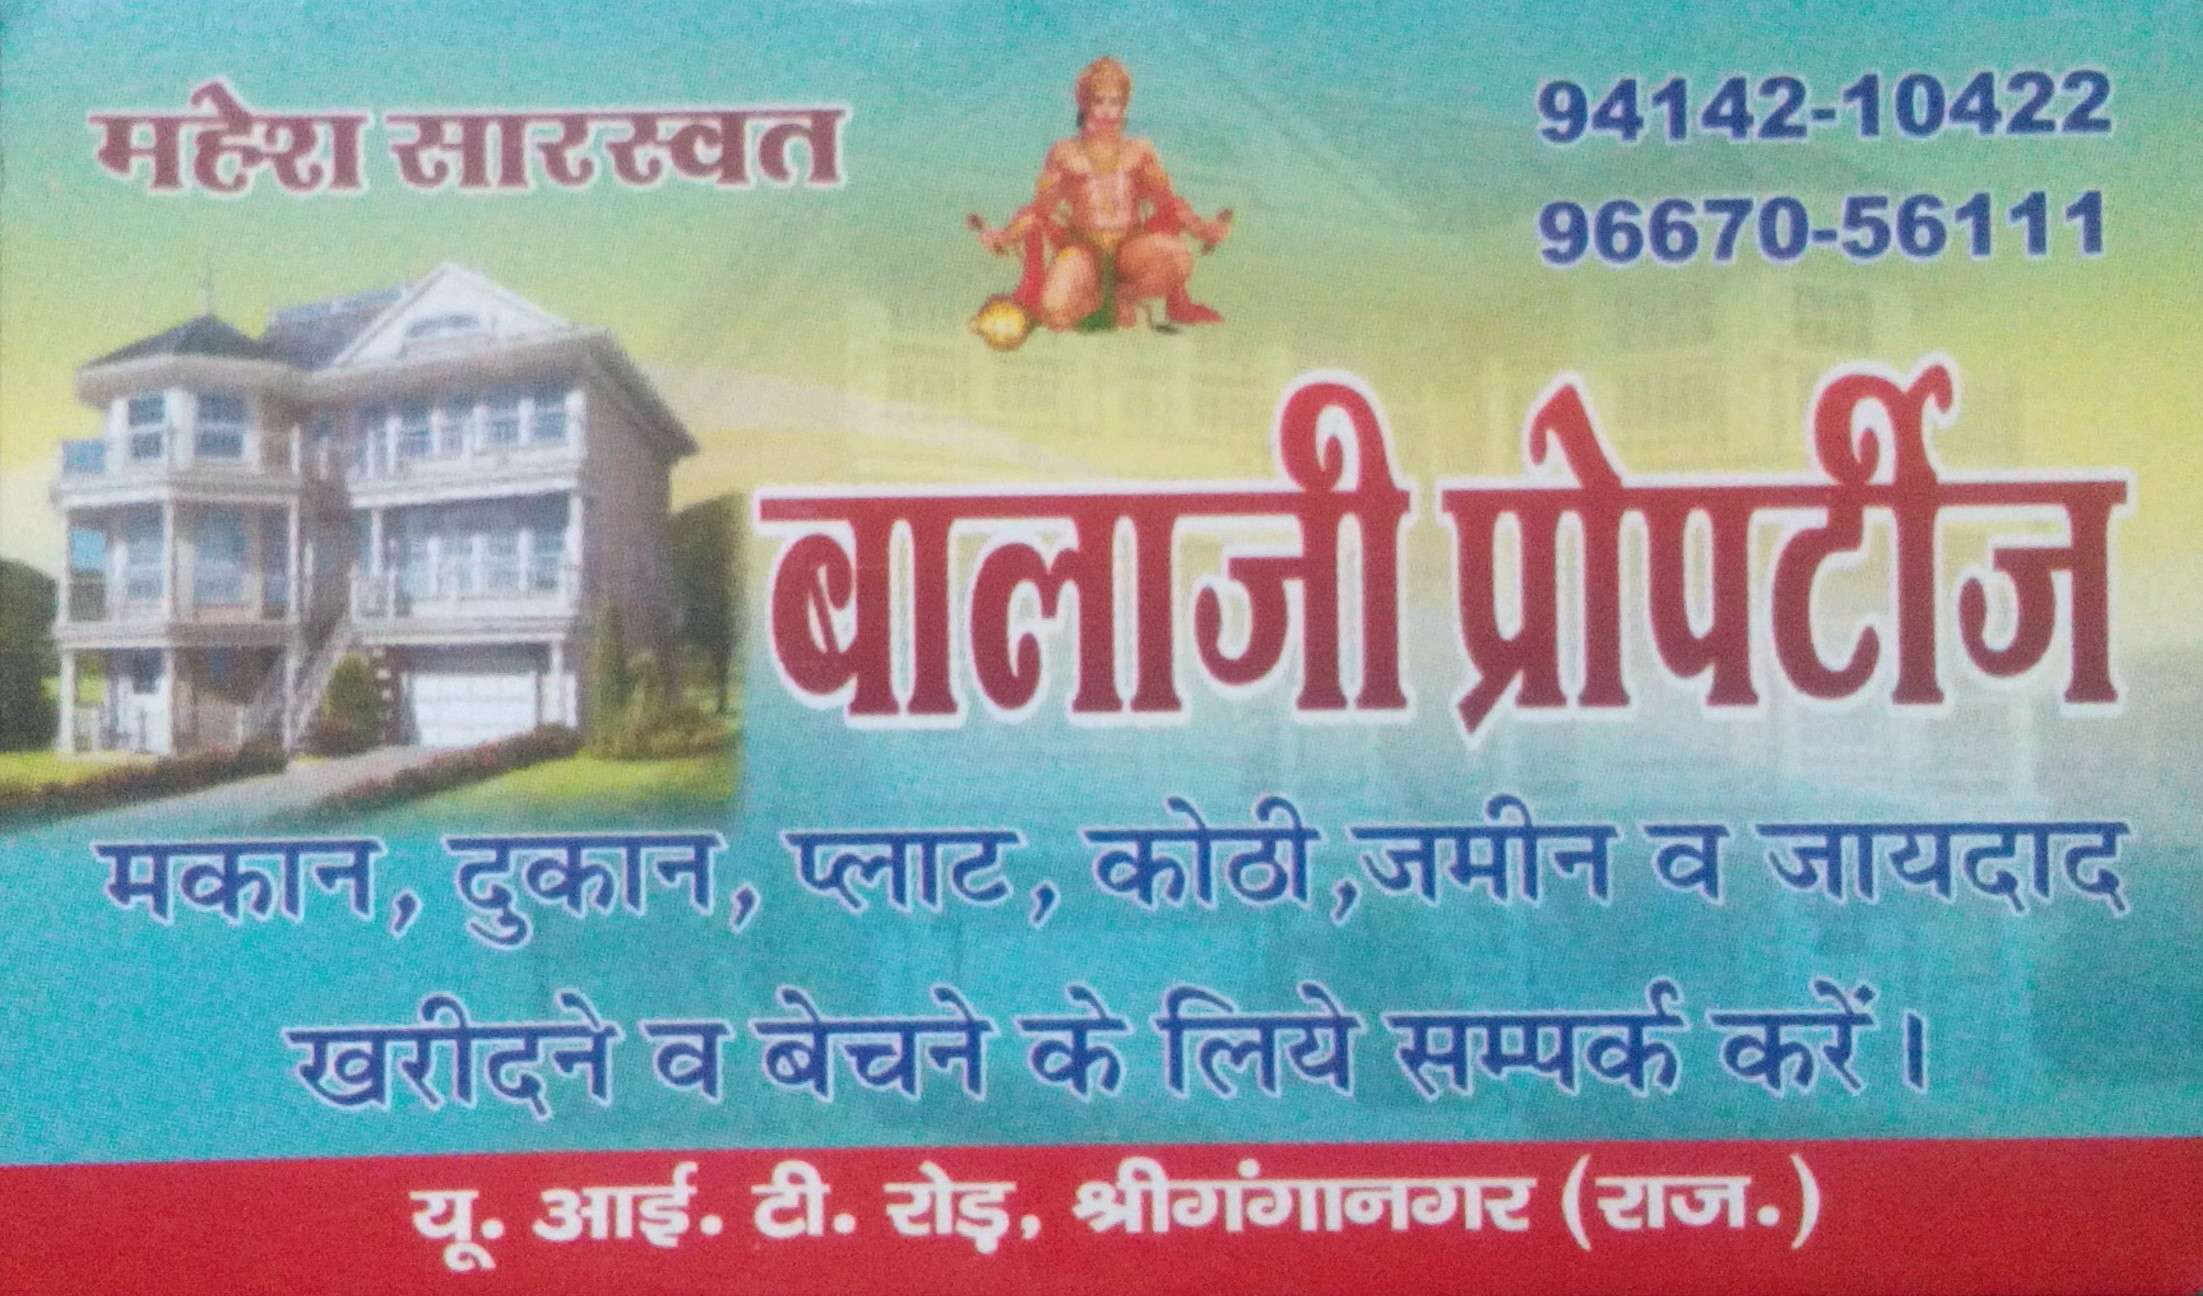 महेश सारस्वत
94142-10422
96670-56111
बालाजी प्रोपर्टीज
मकान, दुकान, प्लाट, कोठी,जमीन व जायदाद
खरीदने व बेचने के लिये सम्पर्क करें।
यू. आई. टी. रोड़, श्रीगंगानगर (राज.)